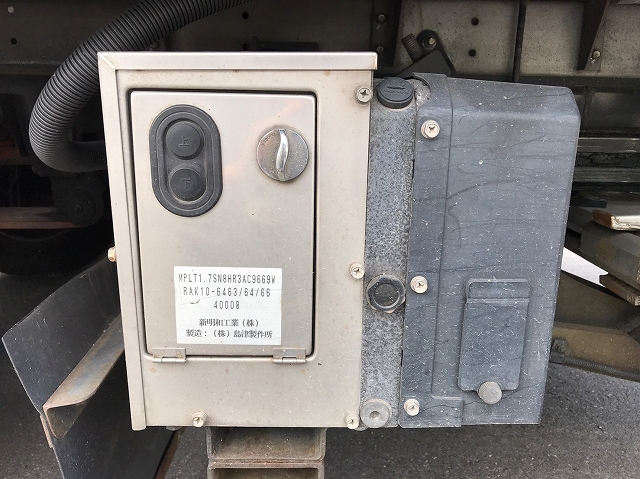 上
下
MPLT1.7SN8HR3AC9669W
RAK10-6463/64/66
40008
新明和工業(株)
製造:(株)島津製作所